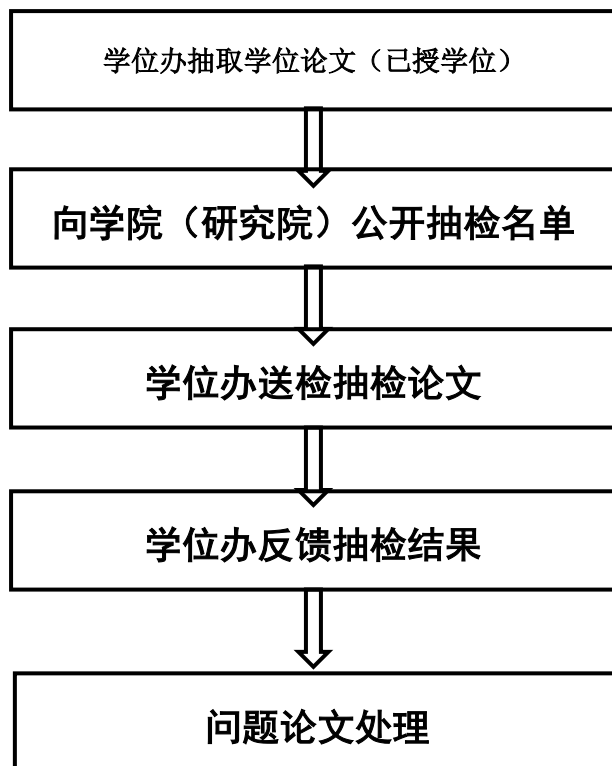 学位办抽取学位论文（已授学位）
向学院（研究院）公开抽检名单
学位办送检抽检论文
学位办反馈抽检结果
问题论文处理